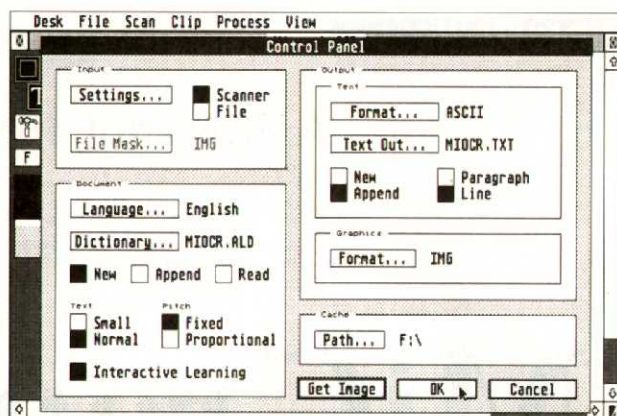 Desk File Scan Clip Process View
Control Panel
Input
Settings...
Scanner
File
File Mask...
IMG
Document
Language...
English
Dictionary...
MIOCR.ALD
New
Append
Read
Text
Small
Normal
Pitch
Fixed
Proportional
Interactive Learning
Output
Text
Format...
ASCII
Text Out...
MIOCR.TXT
New
Append
Paragraph
Line
Graphics
Format...
IMG
Cache
Path...
F:\
Get Image
OK
Cancel
F